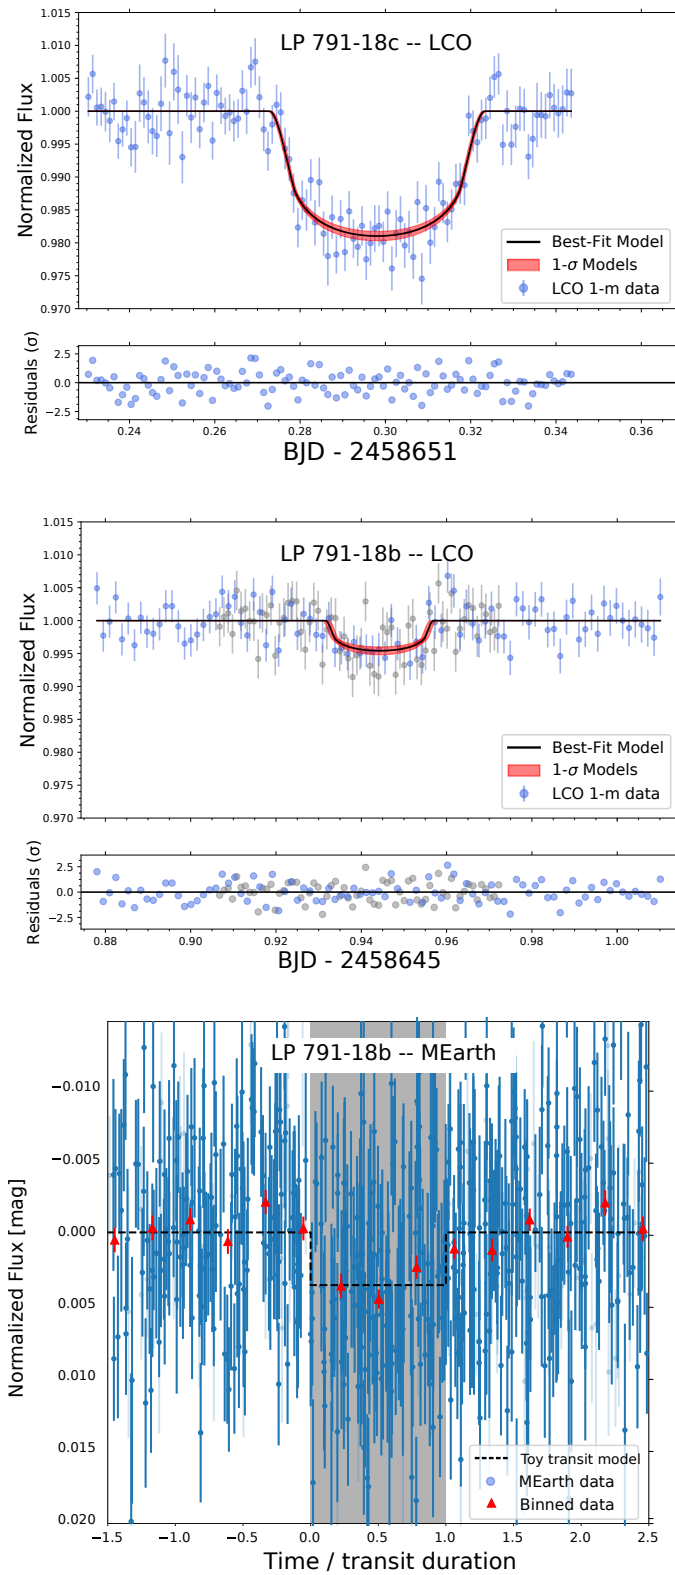 LP 791-18c -- LCO
1.015
1.010
1.005
1.000
0.995
0.990
0.985
0.980
0.975
0.970
Normalized Flux
Best-Fit Model
1-σ Models
LCO 1-m data
Residuals (σ)
2.5
0.0
−2.5
0.24 0.26 0.28 0.30 0.32 0.34 0.36
BJD - 2458651
LP 791-18b -- LCO
1.015
1.010
1.005
1.000
0.995
0.990
0.985
0.980
0.975
0.970
Normalized Flux
Best-Fit Model
1-σ Models
LCO 1-m data
Residuals (σ)
2.5
0.0
−2.5
0.88 0.90 0.92 0.94 0.96 0.98 1.00
BJD - 2458645
LP 791-18b -- MEarth
−0.010
−0.005
0.000
0.005
0.010
0.015
0.020
Normalized Flux [mag]
Toy transit model
MEarth data
Binned data
−1.5 −1.0 −0.5 0.0 0.5 1.0 1.5 2.0 2.5
Time / transit duration